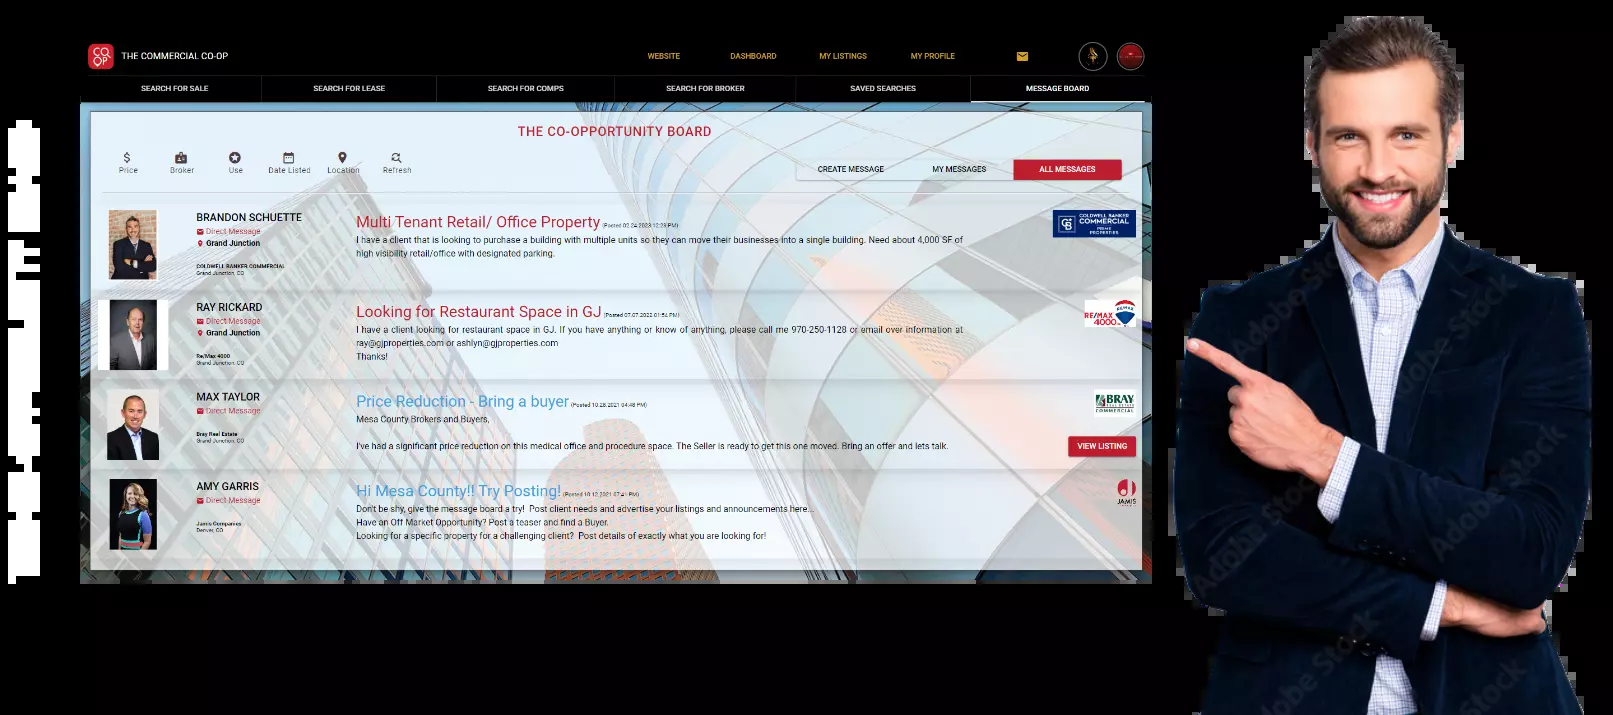 CO
OP
THE COMMERCIAL CO-OP
WEBSITE
DASHBOARD
MY LISTINGS
MY PROFILE
SEARCH FOR SALE
SEARCH FOR LEASE
SEARCH FOR COMPS
SEARCH FOR BROKER
SAVED SEARCHES
MESSAGE BOARD
THE CO-OPPORTUNITY BOARD
Price
Broker
Use
Date Listed
Location
Refresh
CREATE MESSAGE
MY MESSAGES
ALL MESSAGES
BRANDON SCHUETTE
Direct Message
Grand Junction
COLDWELL BANKER COMMERCIAL
Grand Junction, CO
Multi Tenant Retail/ Office Property (Posted 02.24.2023 12:23 PM)
I have a client that is looking to purchase a building with multiple units so they can move their businesses into a single building. Need about 4,000 SF of
high visibility retail/office with designated parking.
COLDWELL BANKER
COMMERCIAL
PRIME
PROPERTIES
RAY RICKARD
Direct Message
Grand Junction
Re/Max 4000
Grand Junction, CO
Looking for Restaurant Space in GJ (Posted 07.07.2022 01:54 PM)
I have a client looking for restaurant space in GJ. If you have anything or know of anything, please call me 970-250-1128 or email over information at
ray@gjproperties.com or ashlyn@gjproperties.com
Thanks!
RE/MAX
4000
MAX TAYLOR
Direct Message
Bray Real Estate
Grand Junction, CO
Price Reduction - Bring a buyer (Posted 10.28.2021 04:48 PM)
Mesa County Brokers and Buyers,
I've had a significant price reduction on this medical office and procedure space. The Seller is ready to get this one moved. Bring an offer and lets talk.
BRAY
REAL ESTATE
COMMERCIAL
VIEW LISTING
AMY GARRIS
Direct Message
Jamis Companies
Denver, CO
Hi Mesa County!! Try Posting! (Posted 10.12.2021 07:41 PM)
Don't be shy, give the message board a try! Post client needs and advertise your listings and announcements here...
Have an Off Market Opportunity? Post a teaser and find a Buyer.
Looking for a specific property for a challenging client? Post details of exactly what you are looking for!
JAMIS
Adobe Stock